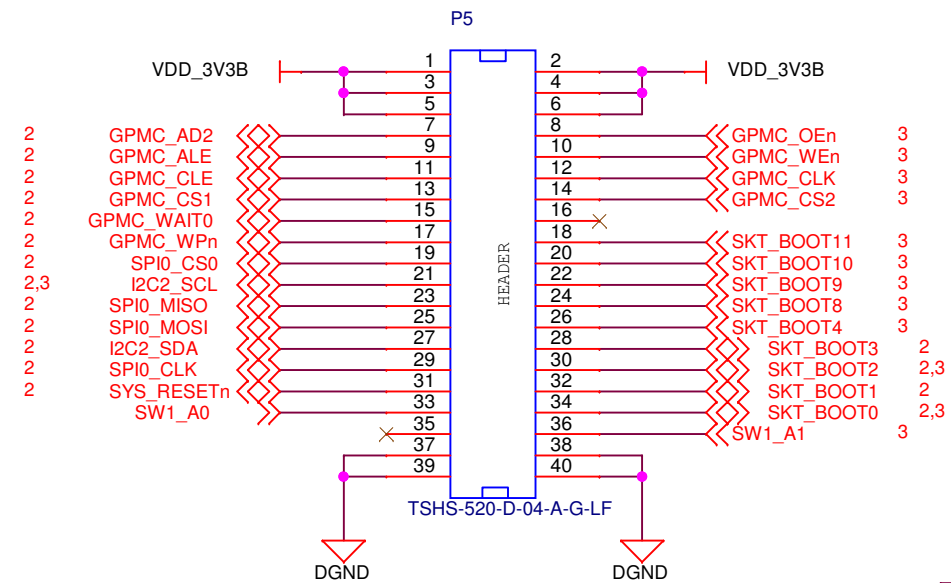 P5
VDD_3V3B 1 2 VDD_3V3B
3 4
5 6
2 GPMC_AD2 7 8 GPMC_OEn 3
2 GPMC_ALE 9 10 GPMC_WEn 3
2 GPMC_CLE 11 12 GPMC_CLK 3
2 GPMC_CS1 13 14 GPMC_CS2 3
2 GPMC_WAIT0 15 16
2 GPMC_WPn 17 18 SKT_BOOT11 3
2 SPI0_CS0 19 20 SKT_BOOT10 3
2,3 I2C2_SCL 21 22 SKT_BOOT9 3
2 SPI0_MISO 23 24 SKT_BOOT8 3
2 SPI0_MOSI 25 26 SKT_BOOT4 3
2 I2C2_SDA 27 28 SKT_BOOT3 2
2 SPI0_CLK 29 30 SKT_BOOT2 2,3
2 SYS_RESETn 31 32 SKT_BOOT1 2
SW1_A0 33 34 SKT_BOOT0 2,3
35 36 SW1_A1 3
37 38
39 40
HEADER
TSHS-520-D-04-A-G-LF
DGND DGND